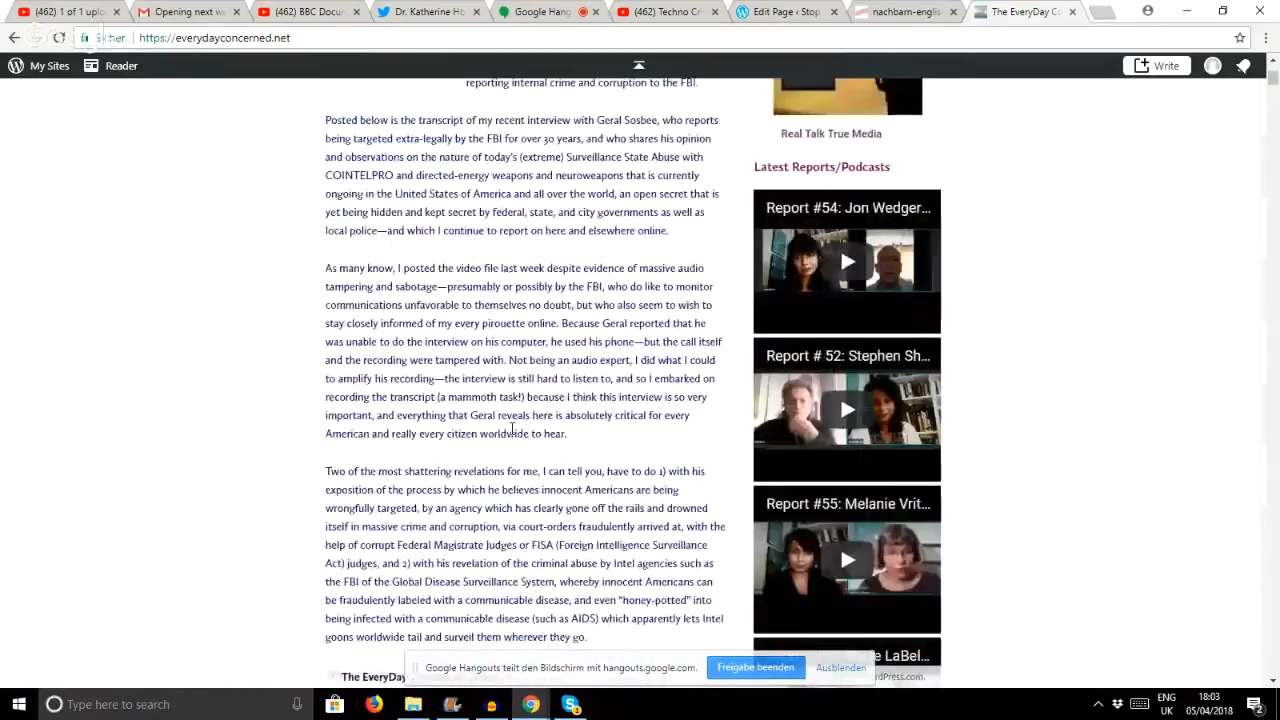 (462) 1 of 1 uplo
Opening next w
(462) BBC Docu
Dr. Katherine Ho
Google Hang
(462) Techno Cr
Edit Page ‹ Stop
nachbarn-englis
The EveryDay Co
https://everydayconcerned.net
My Sites
Reader
Write
reporting internal crime and corruption to the FBI.
Posted below is the transcript of my recent interview with Geral Sosbee, who reports
being targeted extra-legally by the FBI for over 30 years, and who shares his opinion
and observations on the nature of today's (extreme) Surveillance State Abuse with
COINTELPRO and directed-energy weapons and neuroweapons that is currently
ongoing in the United States of America and all over the world, an open secret that is
yet being hidden and kept secret by federal, state, and city governments as well as
local police—and which I continue to report on here and elsewhere online.
As many know, I posted the video file last week despite evidence of massive audio
tampering and sabotage—presumably or possibly by the FBI, who do like to monitor
communications unfavorable to themselves no doubt, but who also seem to wish to
stay closely informed of my every pirouette online. Because Geral reported that he
was unable to do the interview on his computer, he used his phone—but the call itself
and the recording were tampered with. Not being an audio expert, I did what I could
to amplify his recording—the interview is still hard to listen to, and so I embarked on
recording the transcript (a mammoth task!) because I think this interview is so very
important, and everything that Geral reveals here is absolutely critical for every
American and really every citizen worldwide to hear.
Two of the most shattering revelations for me, I can tell you, have to do 1) with his
exposition of the process by which he believes innocent Americans are being
wrongfully targeted, by an agency which has clearly gone off the rails and drowned
itself in massive crime and corruption, via court-orders fraudulently arrived at, with the
help of corrupt Federal Magistrate Judges or FISA (Foreign Intelligence Surveillance
Act) judges, and 2) with his revelation of the criminal abuse by Intel agencies such as
the FBI of the Global Disease Surveillance System, whereby innocent Americans can
be fraudulently labeled with a communicable disease, and even “honey-potted” into
being infected with a communicable disease (such as AIDS) which apparently lets Intel
goons worldwide tail and surveil them wherever they go.
The EveryDay
Real Talk True Media
Latest Reports/Podcasts
Report #54: Jon Wedger...
Report # 52: Stephen Sh...
Report #55: Melanie Vrit...
e LaBel...
rdPress.com.
Google Hangouts teilt den Bildschirm mit hangouts.google.com.
Freigabe beenden
Ausblenden
Type here to search
ENG
UK
18:03
05/04/2018
2